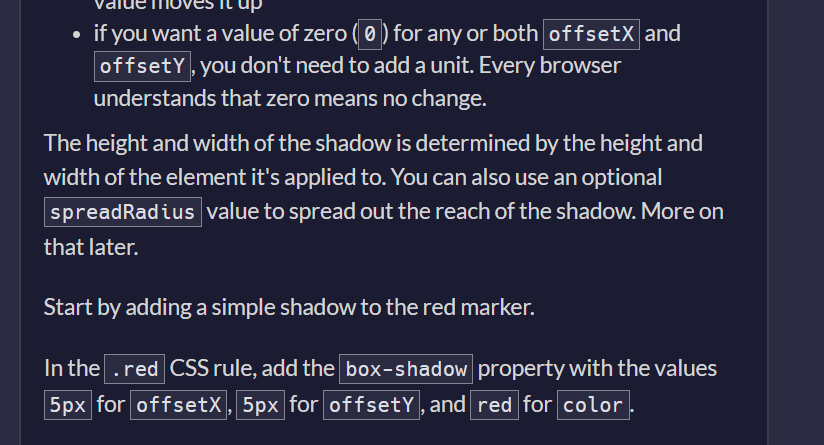 value moves it up
• if you want a value of zero (0) for any or both offsetX and
offsetY, you don't need to add a unit. Every browser
understands that zero means no change.
The height and width of the shadow is determined by the height and
width of the element it's applied to. You can also use an optional
spreadRadius value to spread out the reach of the shadow. More on
that later.
Start by adding a simple shadow to the red marker.
In the .red CSS rule, add the box-shadow property with the values
5px for offsetX, 5px for offsetY, and red for color.